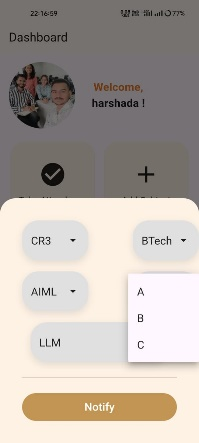 22-16-59
77%
Dashboard
Welcome,
harshada !
CR3
BTech
AIML
A
B
LLM
C
Notify